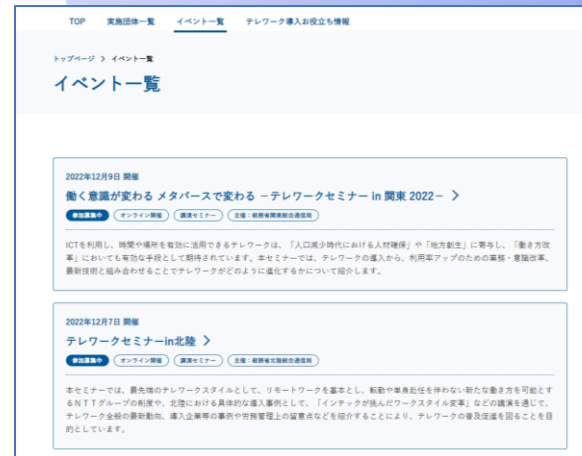 TOP 実施団体一覧 イベント一覧 テレワーク導入お役立ち情報
トップページ > イベント一覧
イベント一覧
2022年12月9日 開催
働く意識が変わる メタバースで変わる －テレワークセミナー in 関東 2022－ >
参加募集中 オンライン開催 講演セミナー 主催：総務省関東総合通信局
ICTを利用し、時間や場所を有効に活用できるテレワークは、「人口減少時代における人材確保」や「地方創生」に寄与し、「働き方改
革」においても有効な手段として期待されています。本セミナーでは、テレワークの導入から、利用率アップのための業務・意識改革、
最新技術と組み合わせることでテレワークがどのように進化するかについて紹介します。
2022年12月7日 開催
テレワークセミナーin北陸 >
参加募集中 オンライン開催 講演セミナー 主催：総務省北陸総合通信局
本セミナーでは、最先端のテレワークスタイルとして、リモートワークを基本とし、転勤や単身赴任を伴わない新たな働き方を可能とす
るＮＴＴグループの制度や、北陸における具体的な導入事例として、「インテックが挑んだワークスタイル変革」などの講演を通じて、
テレワーク全般の最新動向、導入企業等の事例や労務管理上の留意点などを紹介することにより、テレワークの普及促進を図ることを目
的としています。